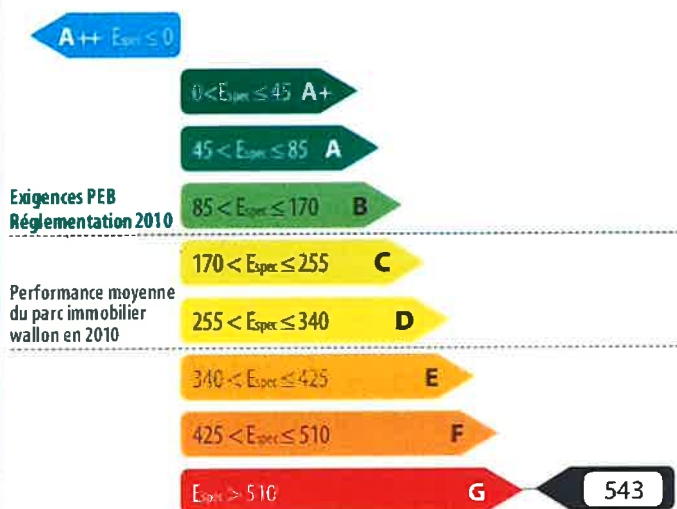 A++ Espec ≤ 0
0 < Espec ≤ 45 A+
45 < Espec ≤ 85 A
Exigences PEB
Réglementation 2010
85 < Espec ≤ 170 B
170 < Espec ≤ 255 C
Performance moyenne
du parc immobilier
wallon en 2010
255 < Espec ≤ 340 D
340 < Espec ≤ 425 E
425 < Espec ≤ 510 F
Espec > 510 G
543